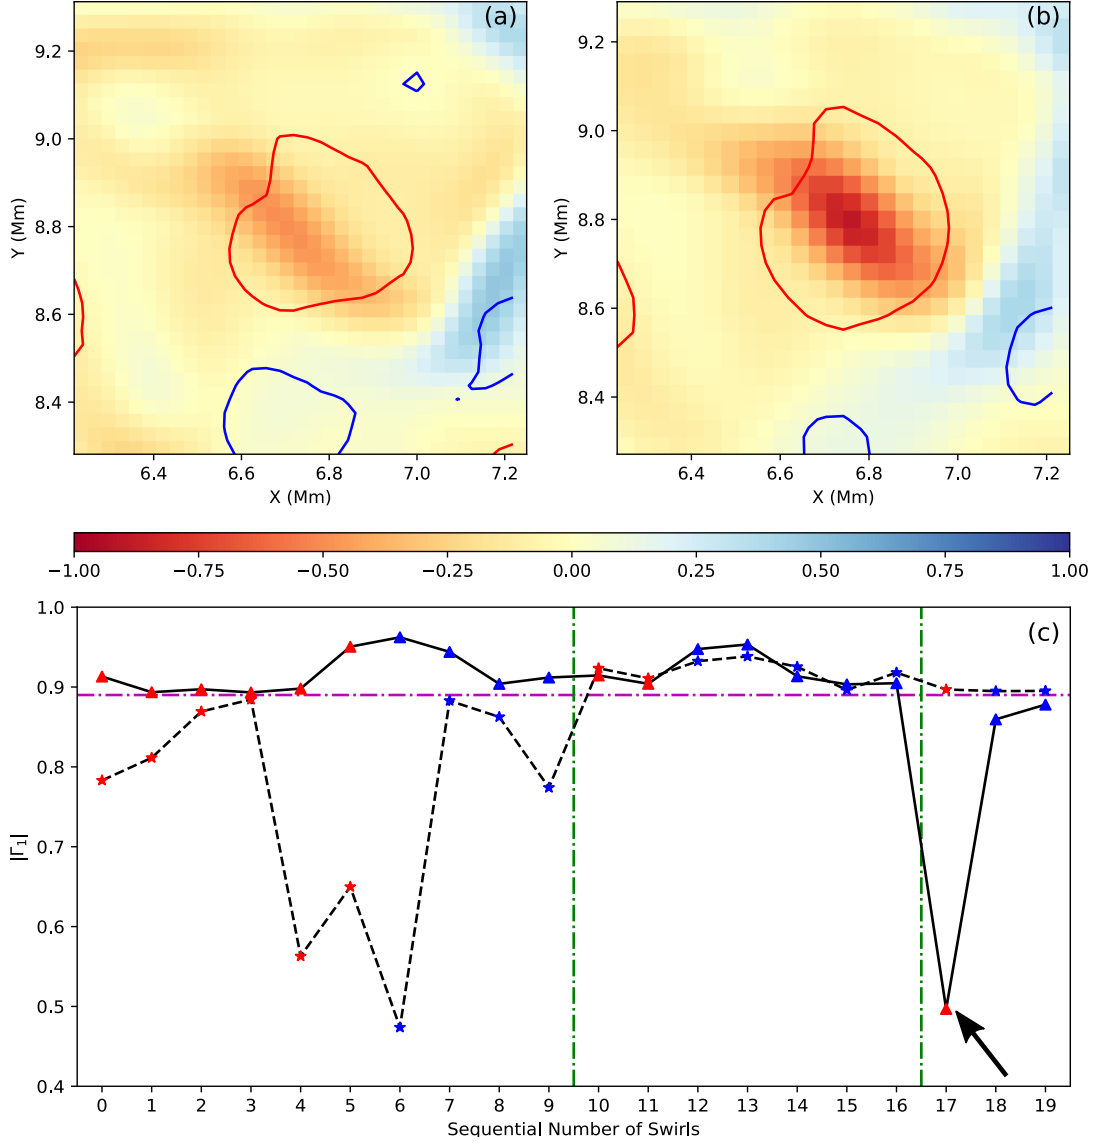 (a)
(b)
9.2
9.0
8.8
8.6
8.4
Y (Mm)
6.4 6.6 6.8 7.0 7.2
X (Mm)
9.2
9.0
8.8
8.6
8.4
Y (Mm)
6.4 6.6 6.8 7.0 7.2
X (Mm)
−1.00 −0.75 −0.50 −0.25 0.00 0.25 0.50 0.75 1.00
(c)
1.0
0.9
0.8
0.7
0.6
0.5
0.4
|Γ₁|
0 1 2 3 4 5 6 7 8 9 10 11 12 13 14 15 16 17 18 19
Sequential Number of Swirls